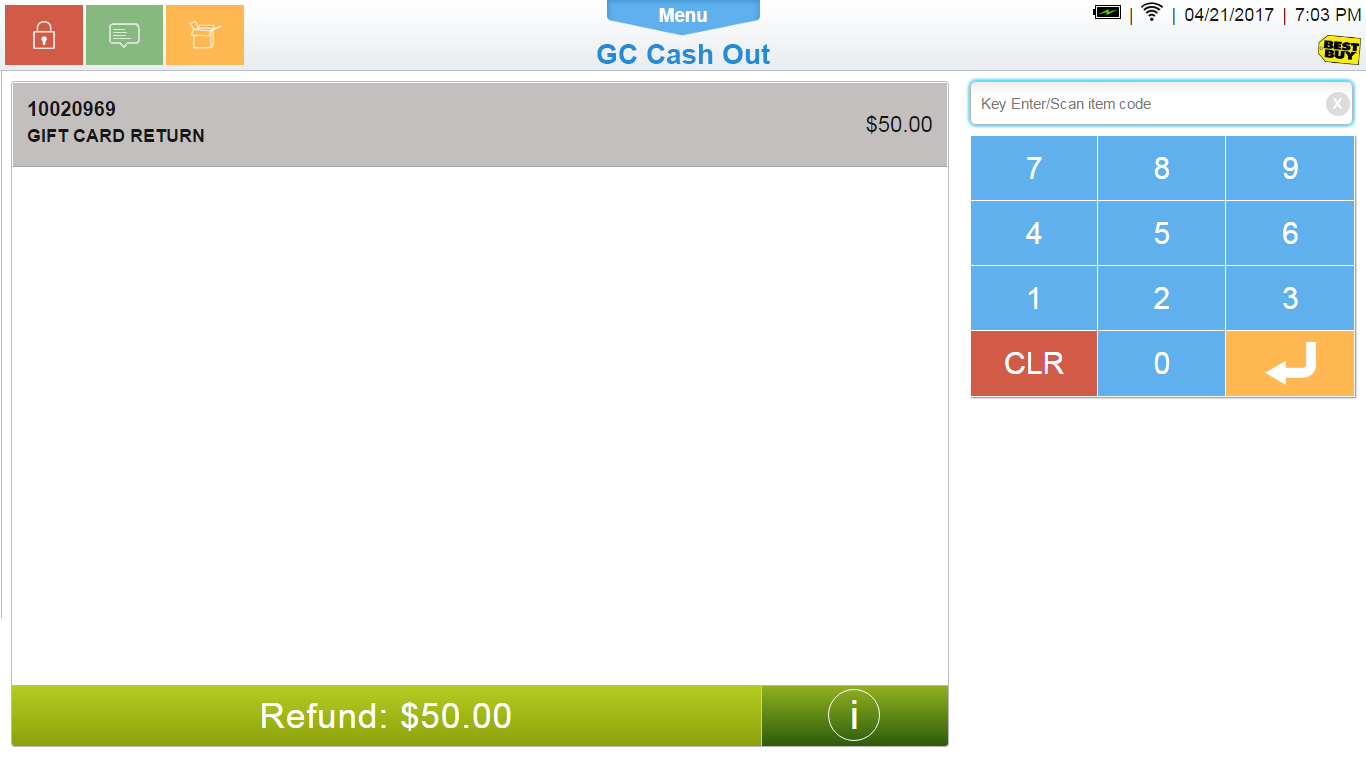 Menu
GC Cash Out
| | 04/21/2017 | 7:03 PM
BEST
BUY
10020969
GIFT CARD RETURN
$50.00
Key Enter/Scan item code
X
7 8 9
4 5 6
1 2 3
CLR 0
Refund: $50.00
i